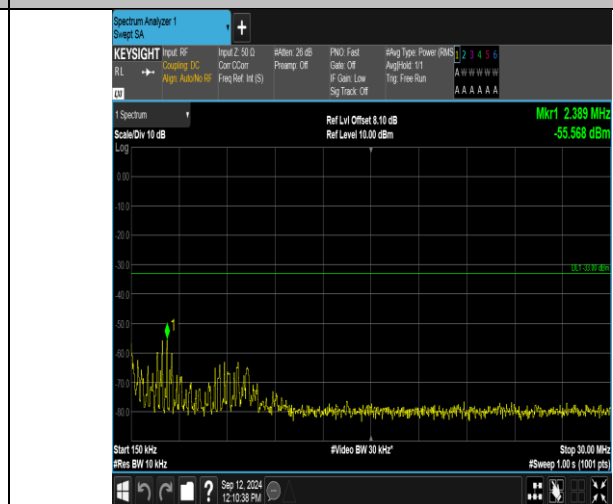 Spectrum Analyzer 1
Swept SA
+
KEYSIGHT Input: RF Input Z: 50 Ω #Atten: 26 dB PNO: Fast #Avg Type: Power (RMS 1 2 3 4 5 6
RL Coupling: DC Corr CCorr Preamp: Off Gate: Off Avg|Hold: 1/1 A W W W W W
Align: Auto/No RF Freq Ref: Int (S) IF Gain: Low Trig: Free Run
Sig Track: Off A A A A A A
1 Spectrum Ref Lvl Offset 8.10 dB Mkr1 2.389 MHz
Scale/Div 10 dB Ref Level 10.00 dBm -55.568 dBm
Log
0.00
-10.0
-20.0
-30.0
DL1 -33.00 dBm
-40.0
-50.0
1
-60.0
-70.0
-80.0
Start 150 kHz #Video BW 30 kHz* Stop 30.00 MHz
#Res BW 10 kHz #Sweep 1.00 s (1001 pts)
? Sep 12, 2024
12:10:38 PM